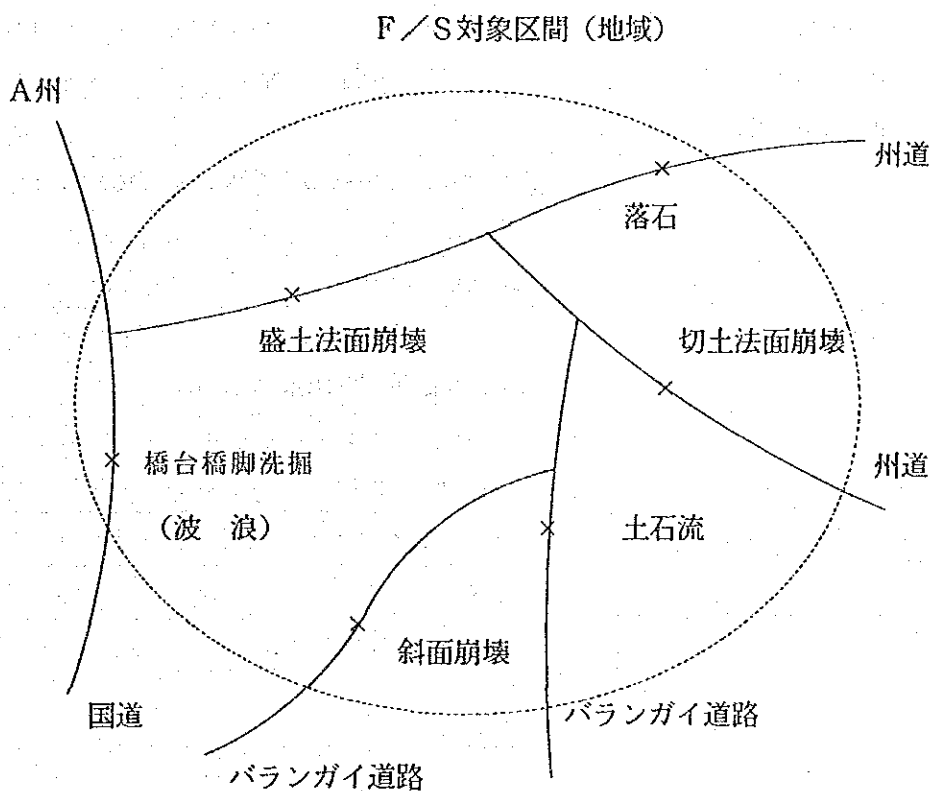 F/S対象区間（地域）
A州
州道
落石
盛土法面崩壊
切土法面崩壊
橋台橋脚洗掘
（波 浪）
州道
土石流
斜面崩壊
国道
バランガイ道路
バランガイ道路